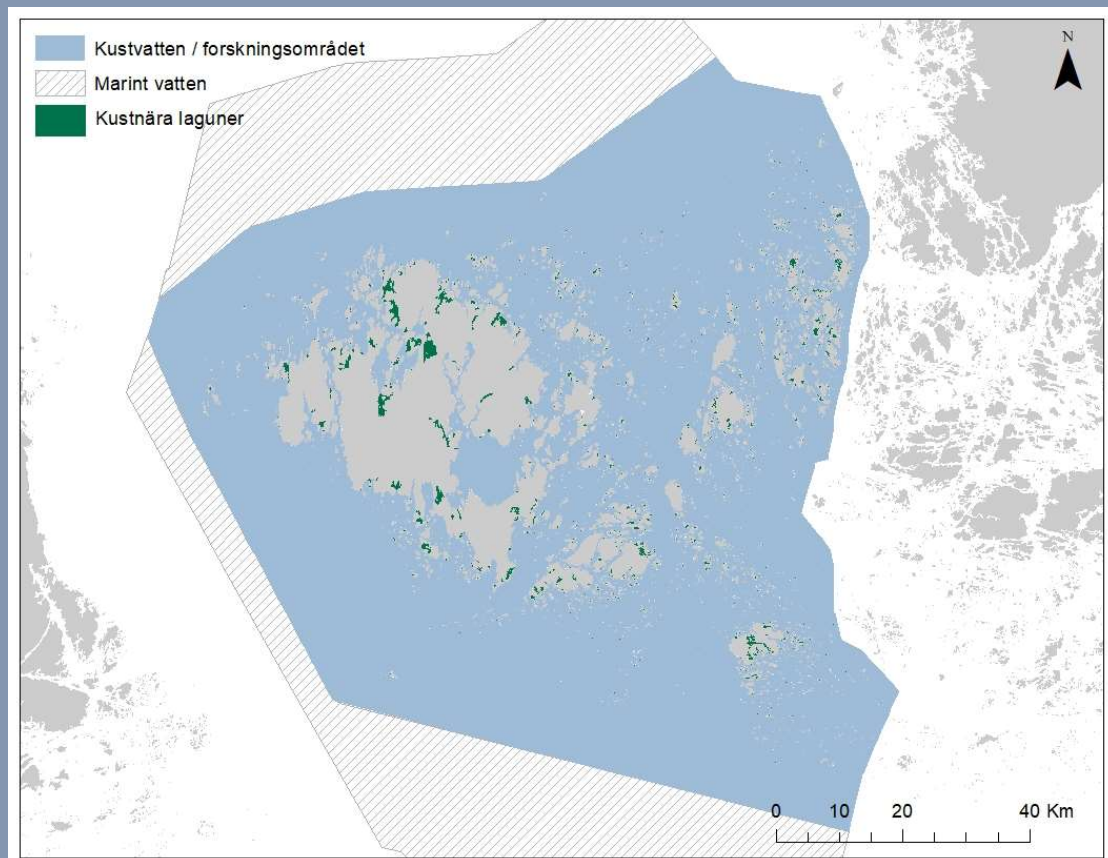 Kustvatten / forskningsområdet
Marint vatten
Kustnära laguner
N
0 10 20 40 Km